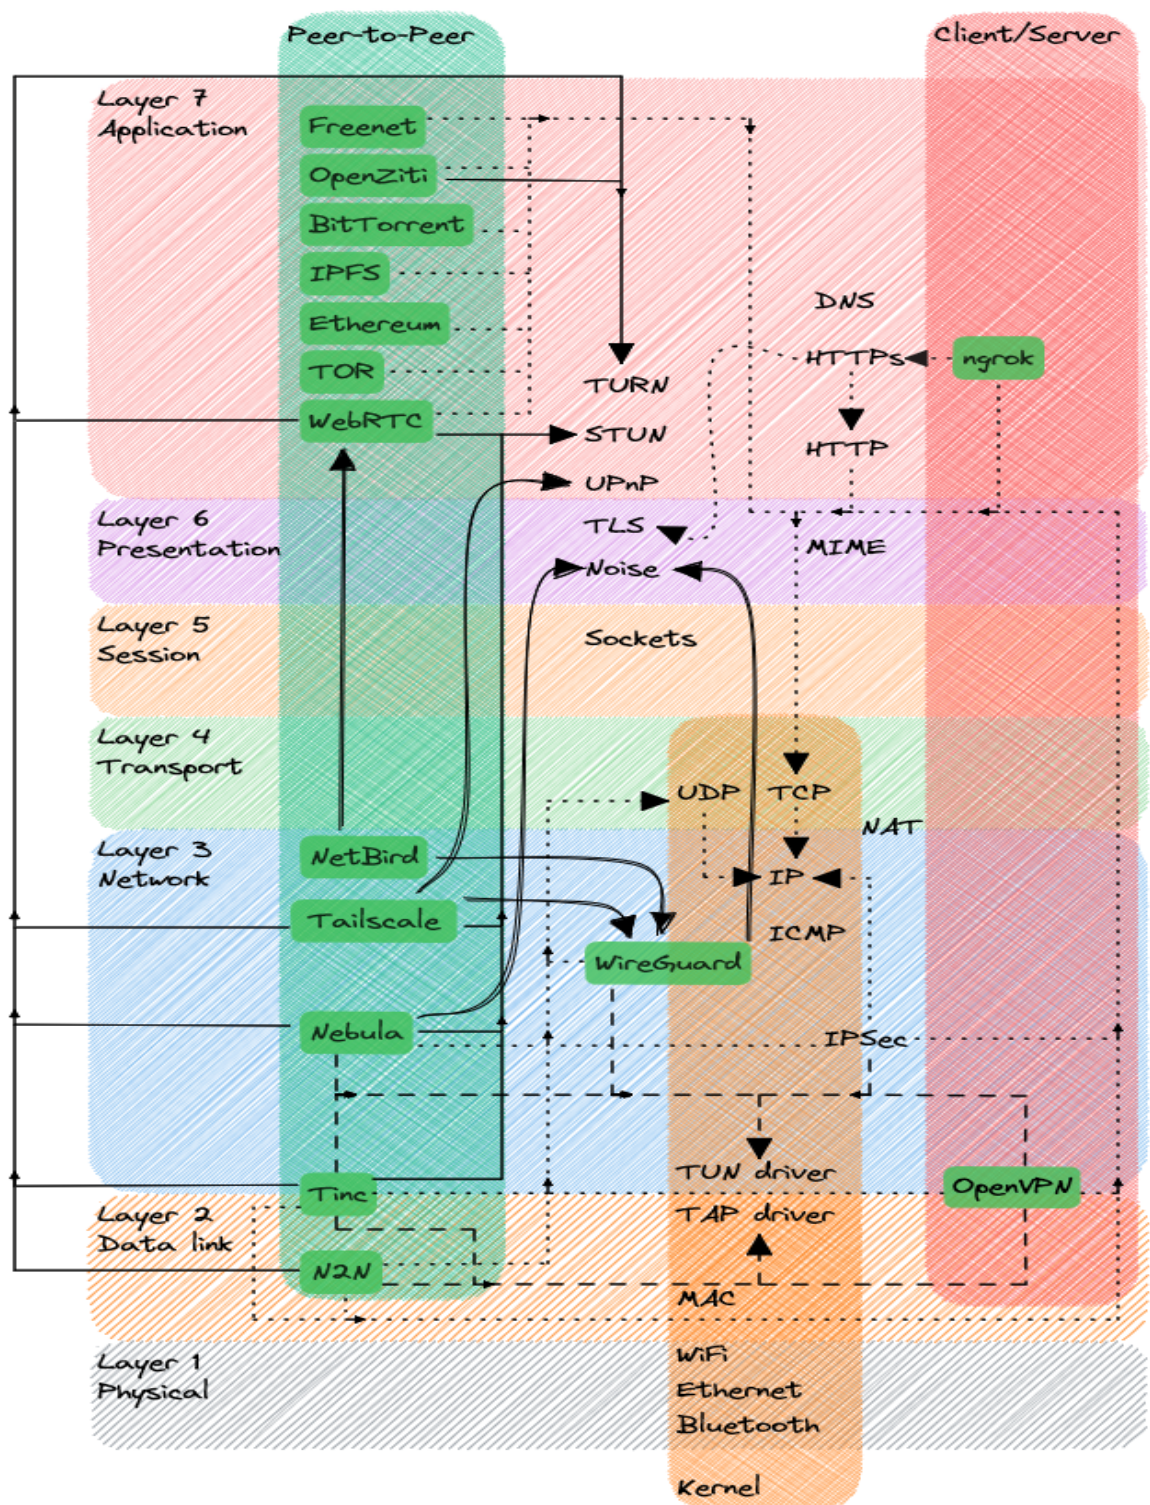 Peer-to-Peer
Client/Server
Layer 7
Application
Freenet
OpenZiti
BitTorrent
IPFS
Ethereum
TOR
WebRTC
DNS
HTTPs
ngrok
TURN
STUN
HTTP
UPnP
Layer 6
Presentation
TLS
MIME
Noise
Layer 5
Session
Sockets
Layer 4
Transport
UDP
TCP
NAT
Layer 3
Network
NetBird
IP
Tailscale
ICMP
WireGuard
Nebula
IPSec
TUN driver
Tinc
OpenVPN
Layer 2
Data link
TAP driver
N2N
MAC
Layer 1
Physical
WiFi
Ethernet
Bluetooth
Kernel